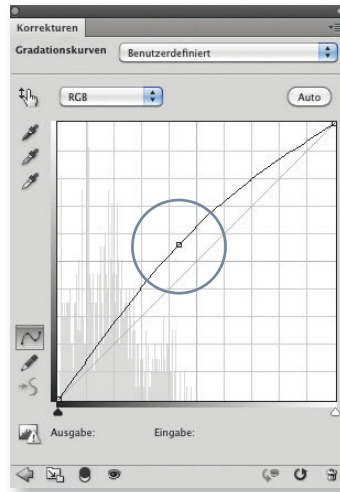 Korrekturen
Gradationskurven Benutzerdefiniert
RGB Auto
Ausgabe: Eingabe: